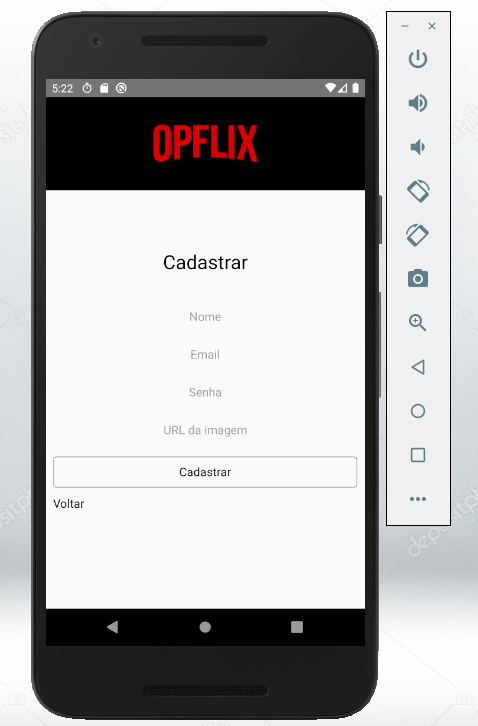 5:22
OPFLIX
Cadastrar
Nome
Email
Senha
URL da imagem
Cadastrar
Voltar